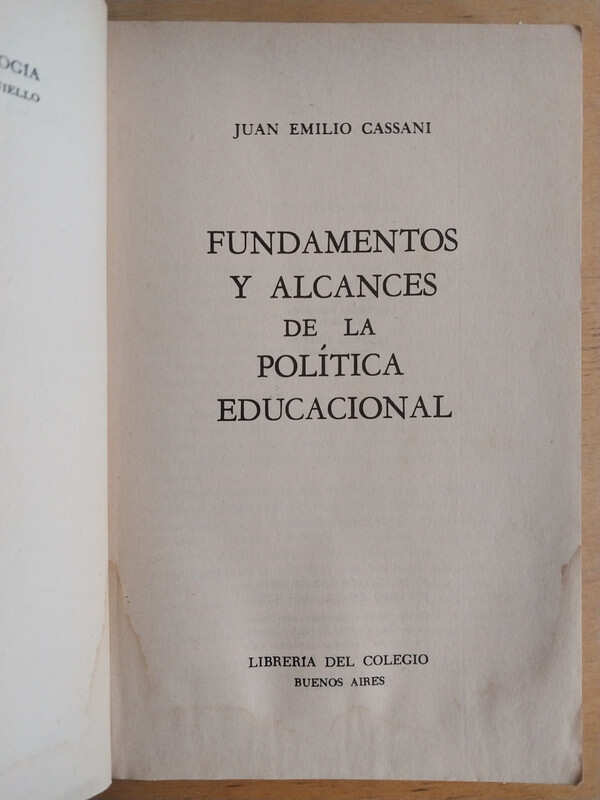 JUAN EMILIO CASSANI
FUNDAMENTOS
Y ALCANCES
DE LA
POLÍTICA
EDUCACIONAL
LIBRERÍA DEL COLEGIO
BUENOS AIRES